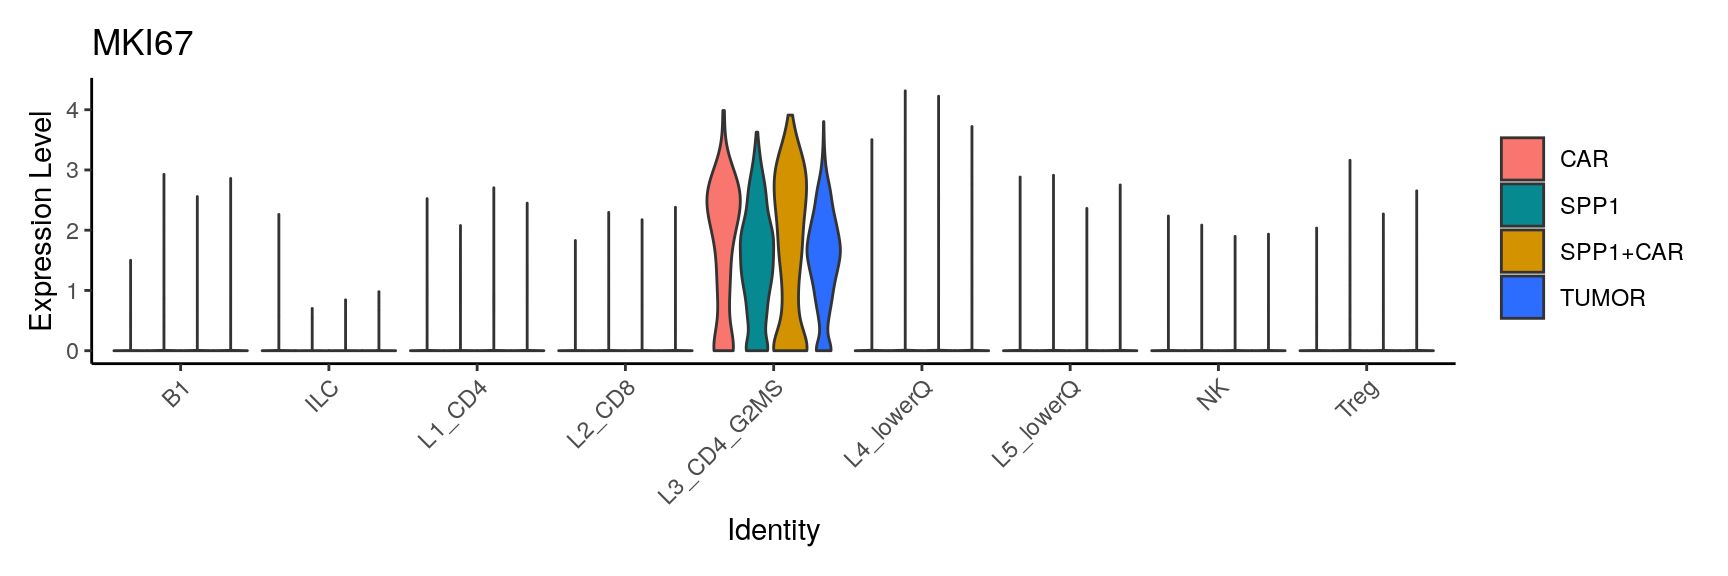 MKI67
Expression Level
4
3
2
1
0
B1
ILC
L1_CD4
L2_CD8
L3_CD4_G2MS
L4_lowerQ
L5_lowerQ
NK
Treg
Identity
CAR
SPP1
SPP1+CAR
TUMOR